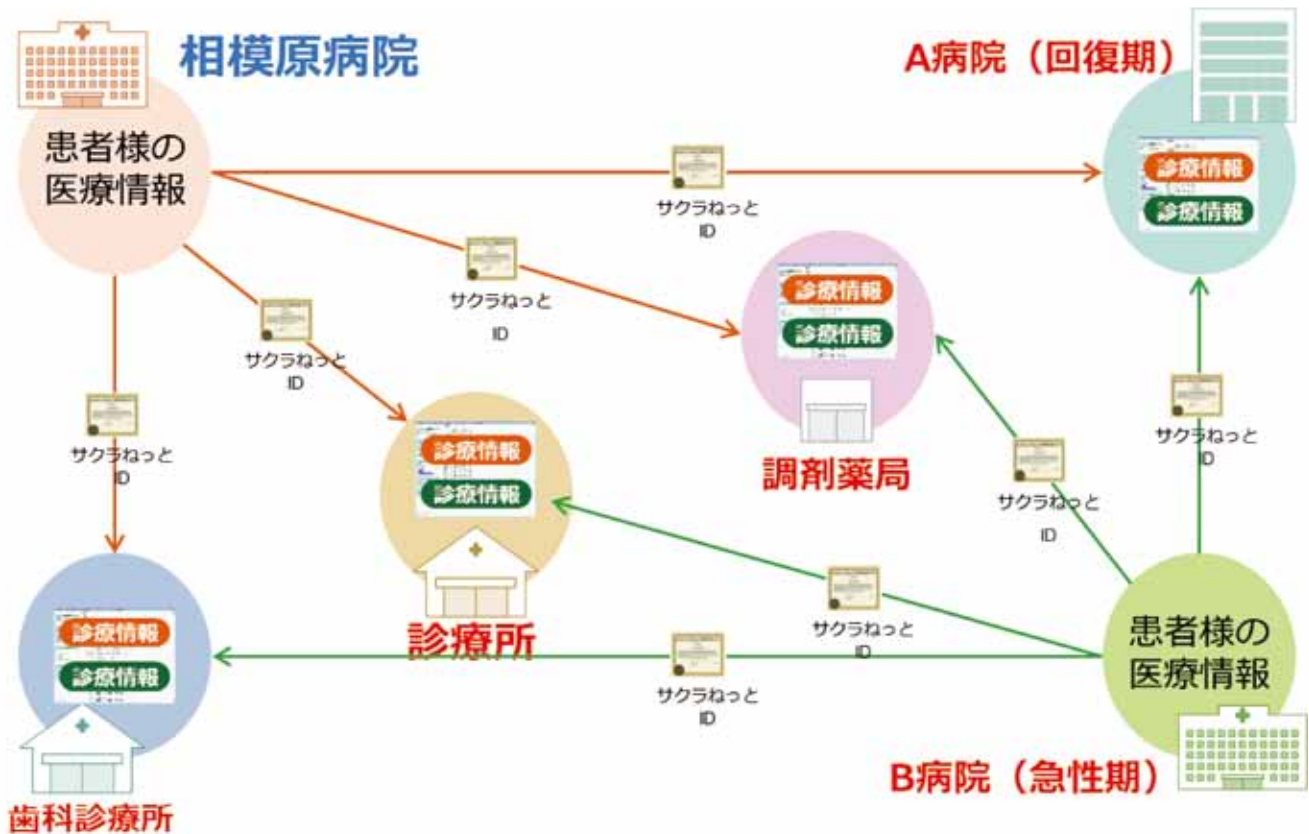 相模原病院
A病院（回復期）
患者様の
医療情報
診療情報
診療情報
サクラねっと
ID
サクラねっと
ID
診療情報
診療情報
サクラねっと
ID
サクラねっと
ID
サクラねっと
ID
診療情報
診療情報
調剤薬局
サクラねっと
ID
診療情報
診療情報
診療所
サクラねっと
ID
サクラねっと
ID
患者様の
医療情報
歯科診療所
B病院（急性期）